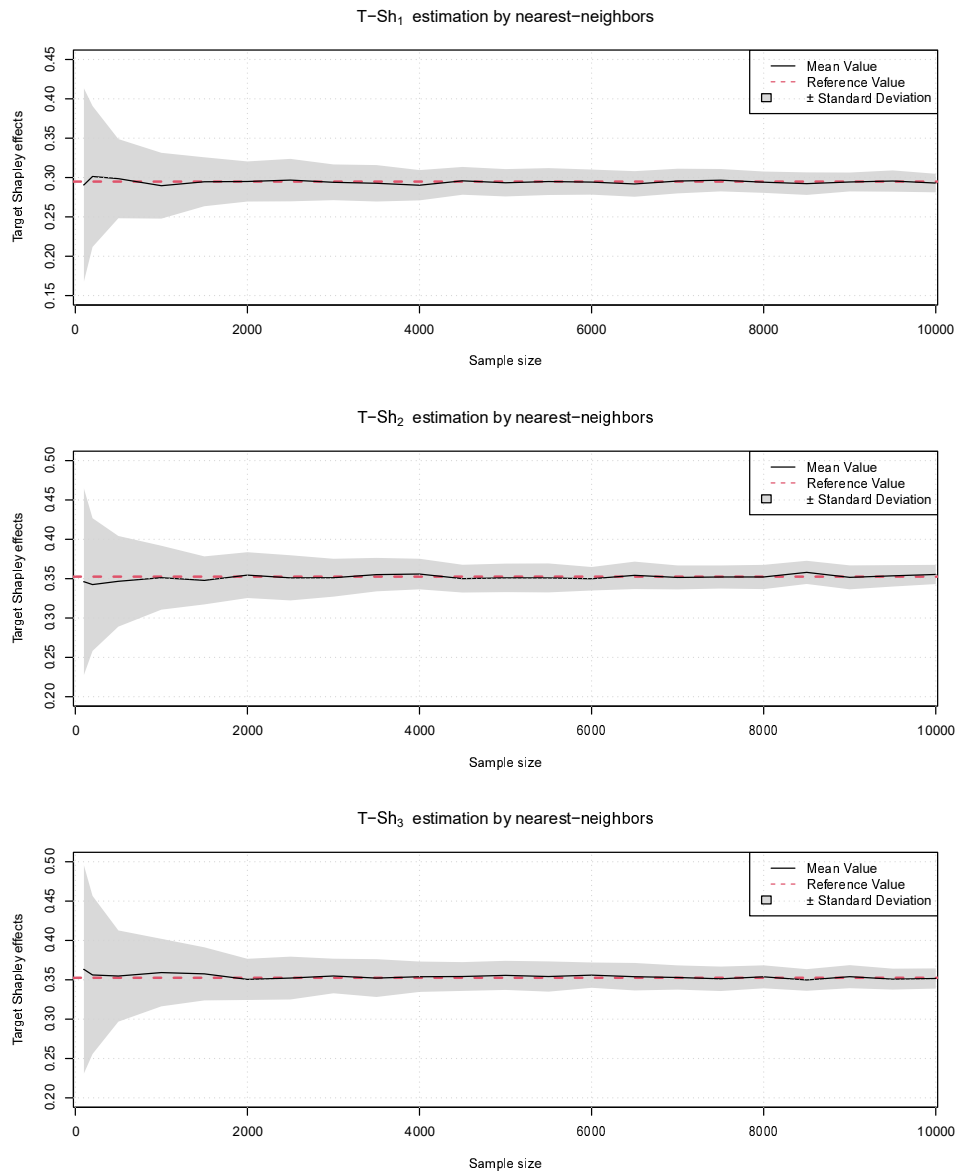 T−Sh1 estimation by nearest−neighbors
Target Shapley effects
0.45
0.40
0.35
0.30
0.25
0.20
0.15
Mean Value
Reference Value
± Standard Deviation
0 2000 4000 6000 8000 10000
Sample size
T−Sh2 estimation by nearest−neighbors
Target Shapley effects
0.50
0.45
0.40
0.35
0.30
0.25
0.20
Mean Value
Reference Value
± Standard Deviation
0 2000 4000 6000 8000 10000
Sample size
T−Sh3 estimation by nearest−neighbors
Target Shapley effects
0.50
0.45
0.40
0.35
0.30
0.25
0.20
Mean Value
Reference Value
± Standard Deviation
0 2000 4000 6000 8000 10000
Sample size